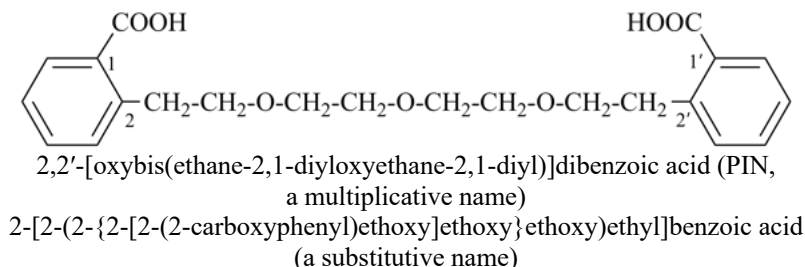 COOH HOOC
1 1′
CH₂-CH₂-O-CH₂-CH₂-O-CH₂-CH₂-O-CH₂-CH₂
2 2′
2,2′-[oxybis(ethane-2,1-diyloxyethane-2,1-diyl)]dibenzoic acid (PIN,
a multiplicative name)
2-[2-(2-{2-[2-(2-carboxyphenyl)ethoxy]ethoxy}ethoxy)ethyl]benzoic acid
(a substitutive name)